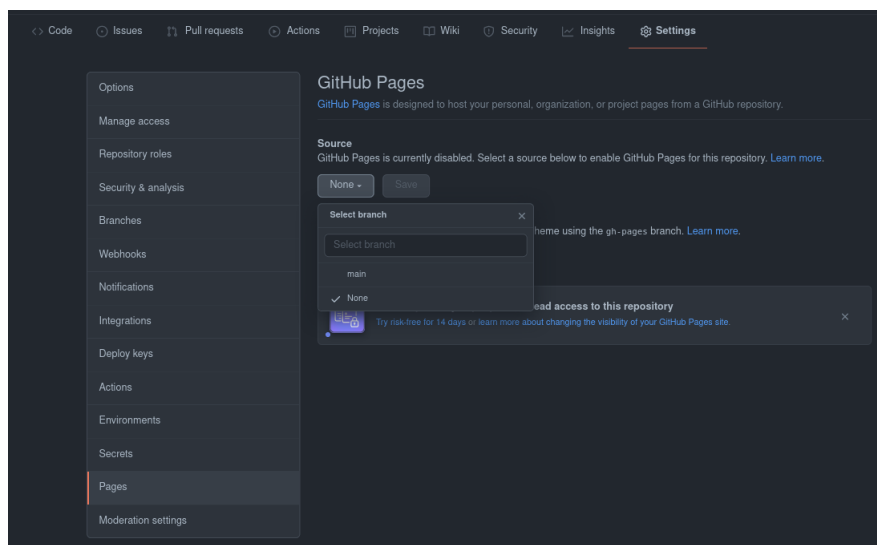 Code Issues Pull requests Actions Projects Wiki Security Insights Settings
Options
Manage access
Repository roles
Security & analysis
Branches
Webhooks
Notifications
Integrations
Deploy keys
Actions
Environments
Secrets
Pages
Moderation settings
GitHub Pages
GitHub Pages is designed to host your personal, organization, or project pages from a GitHub repository.
Source
GitHub Pages is currently disabled. Select a source below to enable GitHub Pages for this repository. Learn more.
None Save
Select branch
Select branch
main
None
heme using the gh-pages branch. Learn more.
ead access to this repository
Try risk-free for 14 days or learn more about changing the visibility of your GitHub Pages site.